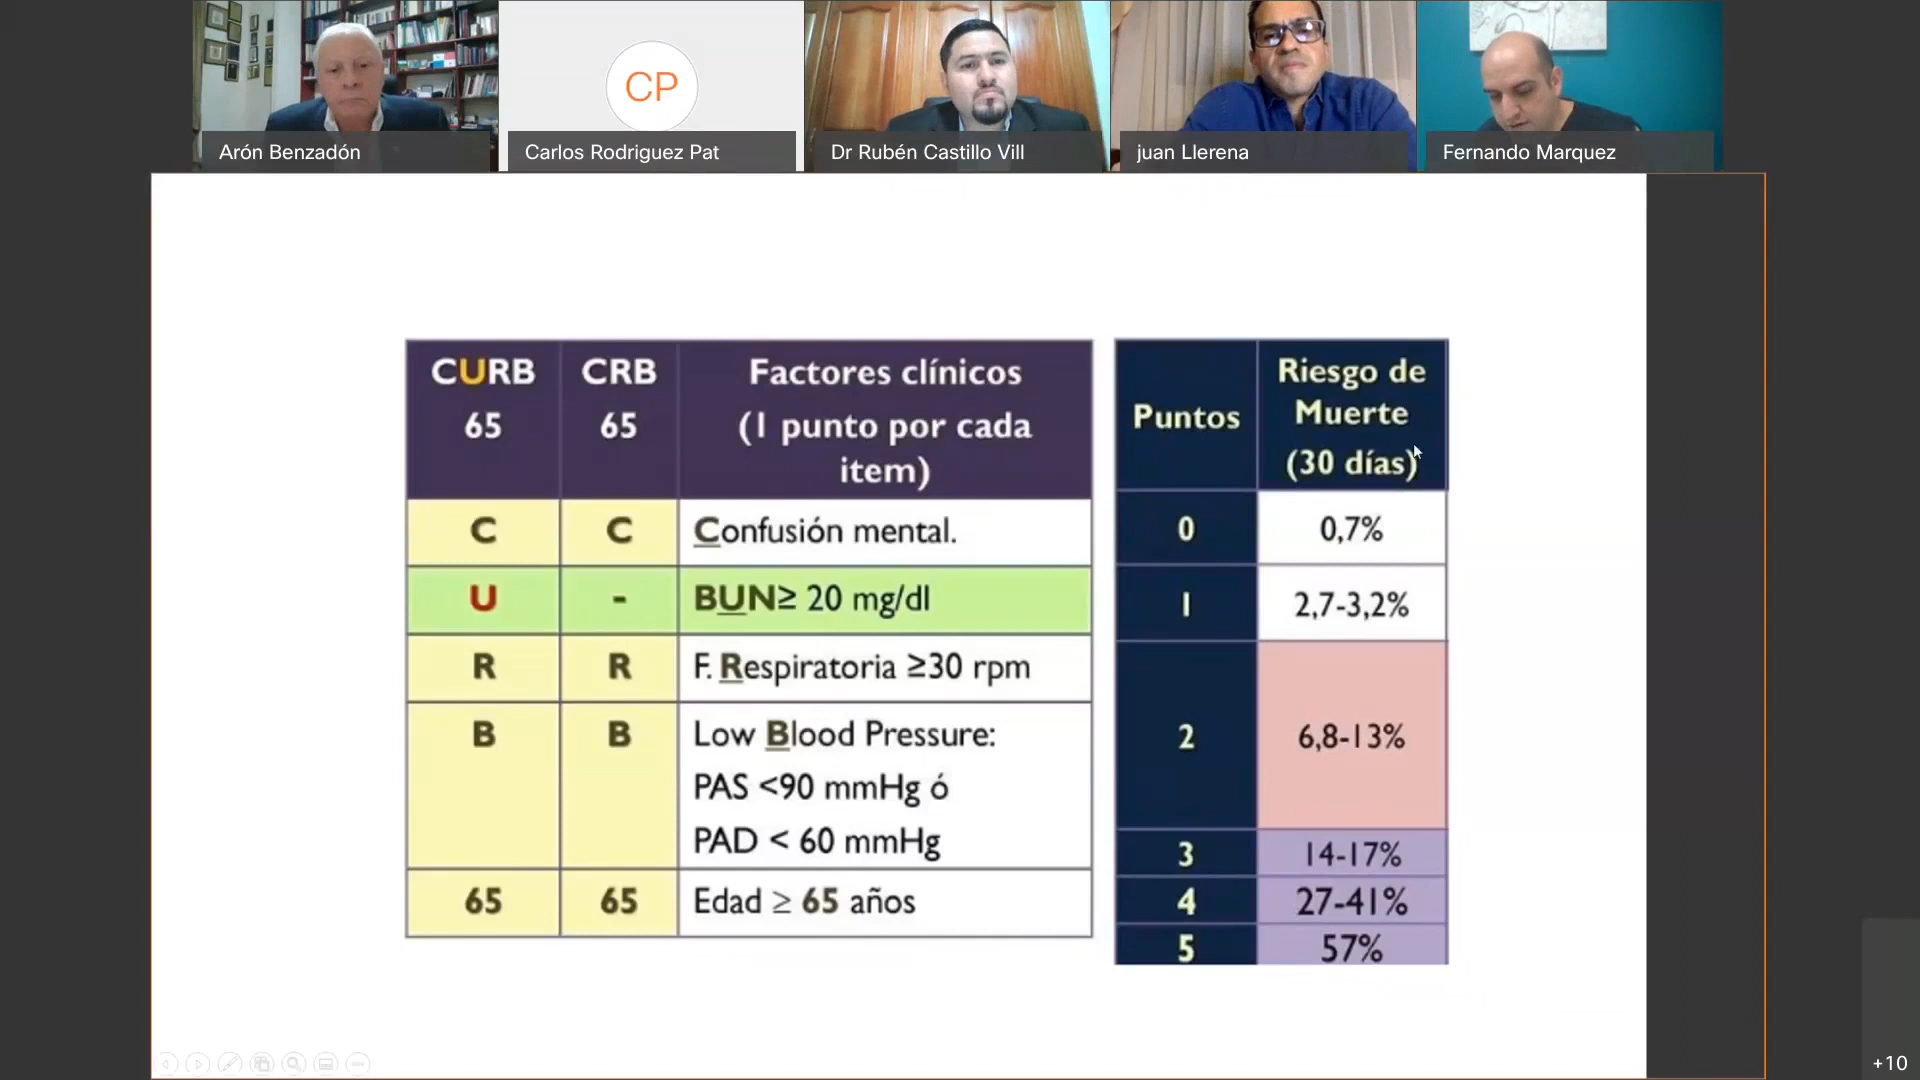 CP
Arón Benzadón
Carlos Rodriguez Pat
Dr Rubén Castillo Vill
juan Llerena
Fernando Marquez
CURB 65
CRB 65
Factores clínicos
(1 punto por cada
item)
C C Confusión mental.
U - BUN≥ 20 mg/dl
R R F. Respiratoria ≥30 rpm
B B Low Blood Pressure:
PAS <90 mmHg ó
PAD < 60 mmHg
65 65 Edad ≥ 65 años
Puntos
Riesgo de
Muerte
(30 días)
0 0,7%
1 2,7-3,2%
2 6,8-13%
3 14-17%
4 27-41%
5 57%
+10